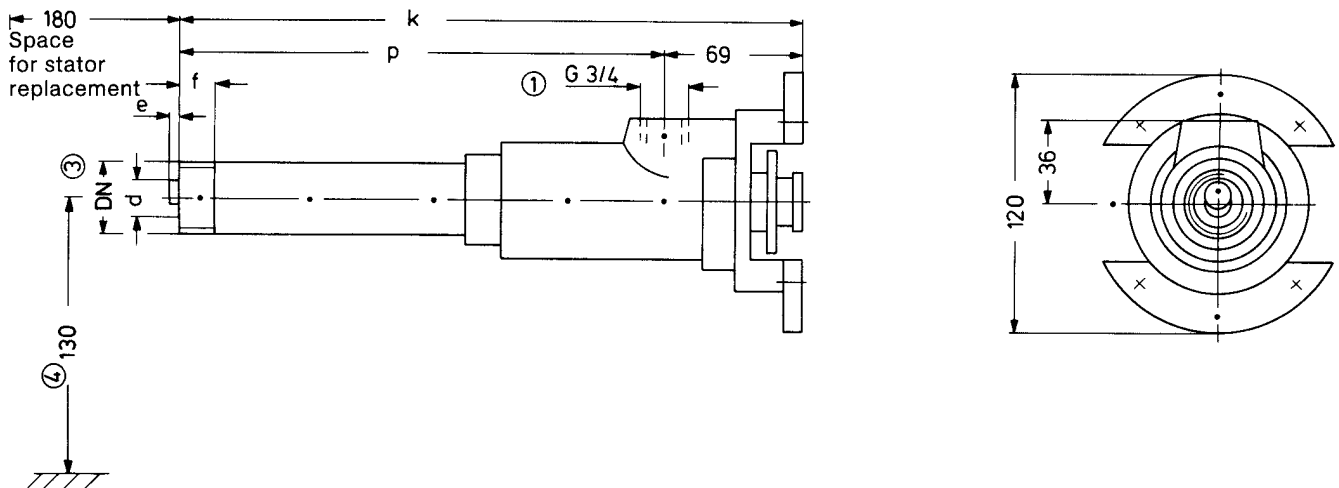 180
k
Space
for stator
replacement
p
69
f
① G 3/4
e
③
DN
d
④ 130
36
120